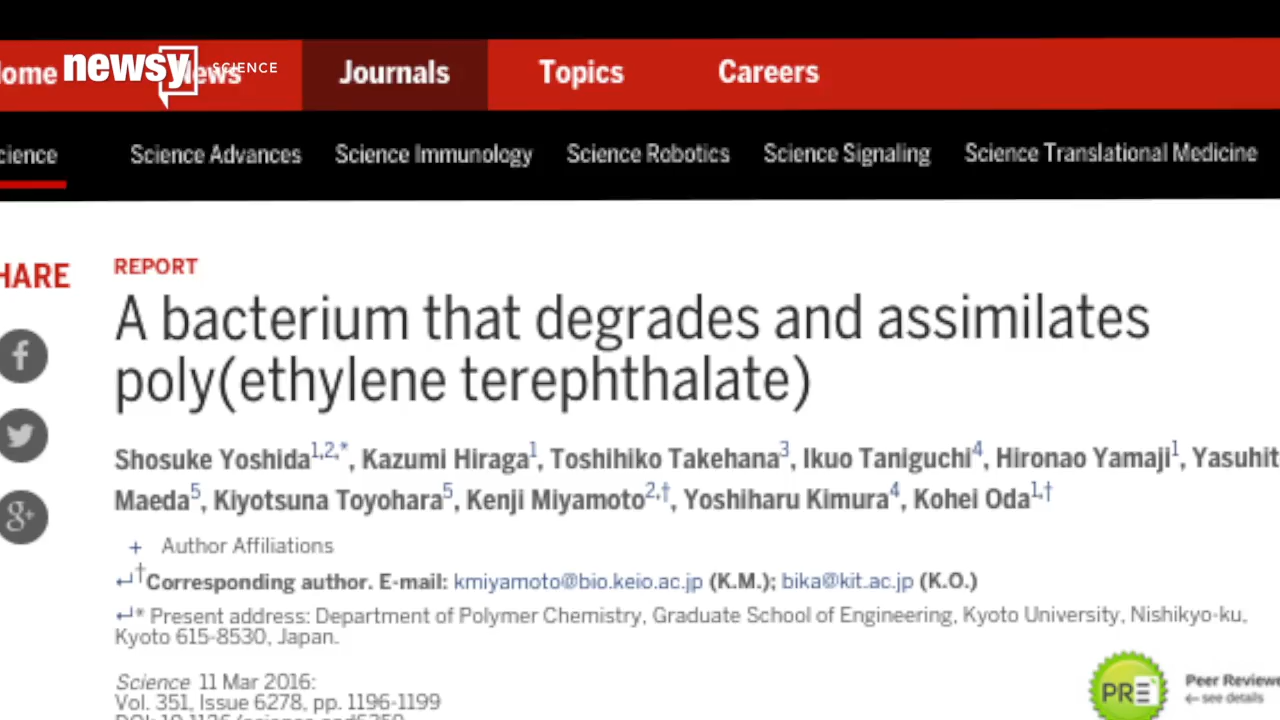 newsy SCIENCE
Journals Topics Careers
Science Advances Science Immunology Science Robotics Science Signaling Science Translational Medicine
REPORT
A bacterium that degrades and assimilates
poly(ethylene terephthalate)
Shosuke Yoshida1,2,*, Kazumi Hiraga1, Toshihiko Takehana3, Ikuo Taniguchi4, Hironao Yamaji1, Yasuhit
Maeda5, Kiyotsuna Toyohara5, Kenji Miyamoto2,†, Yoshiharu Kimura4, Kohei Oda1,†
+ Author Affiliations
↵†Corresponding author. E-mail: kmiyamoto@bio.keio.ac.jp (K.M.); bika@kit.ac.jp (K.O.)
↵* Present address: Department of Polymer Chemistry, Graduate School of Engineering, Kyoto University, Nishikyo-ku,
Kyoto 615-8530, Japan.
Science 11 Mar 2016:
Vol. 351, Issue 6278, pp. 1196-1199
PRE
Peer Reviewe
← see details